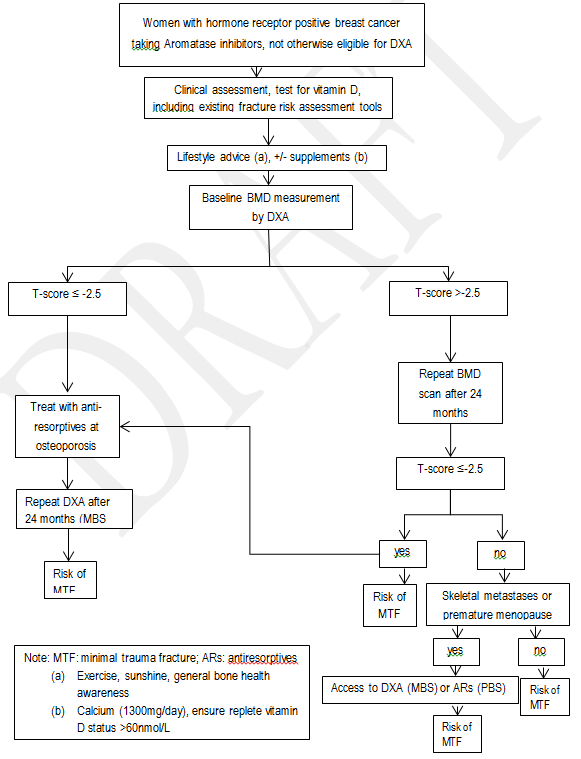 Women with hormone receptor positive breast cancer
taking Aromatase inhibitors, not otherwise eligible for DXA
Clinical assessment, test for vitamin D,
including existing fracture risk assessment tools
Lifestyle advice (a), +/- supplements (b)
Baseline BMD measurement
by DXA
T-score ≤ -2.5
T-score >-2.5
Repeat BMD
scan after 24
months
Treat with anti-
resorptives at
osteoporosis
T-score ≤-2.5
Repeat DXA after
24 months (MBS
yes
no
Risk of
MTF
Risk of
MTF
Skeletal metastases or
premature menopause
yes
no
Access to DXA (MBS) or ARs (PBS)
Risk of
MTF
Risk of
MTF
Note: MTF: minimal trauma fracture; ARs: antiresorptives
(a) Exercise, sunshine, general bone health
awareness
(b) Calcium (1300mg/day), ensure replete vitamin
D status >60nmol/L
DRAFT